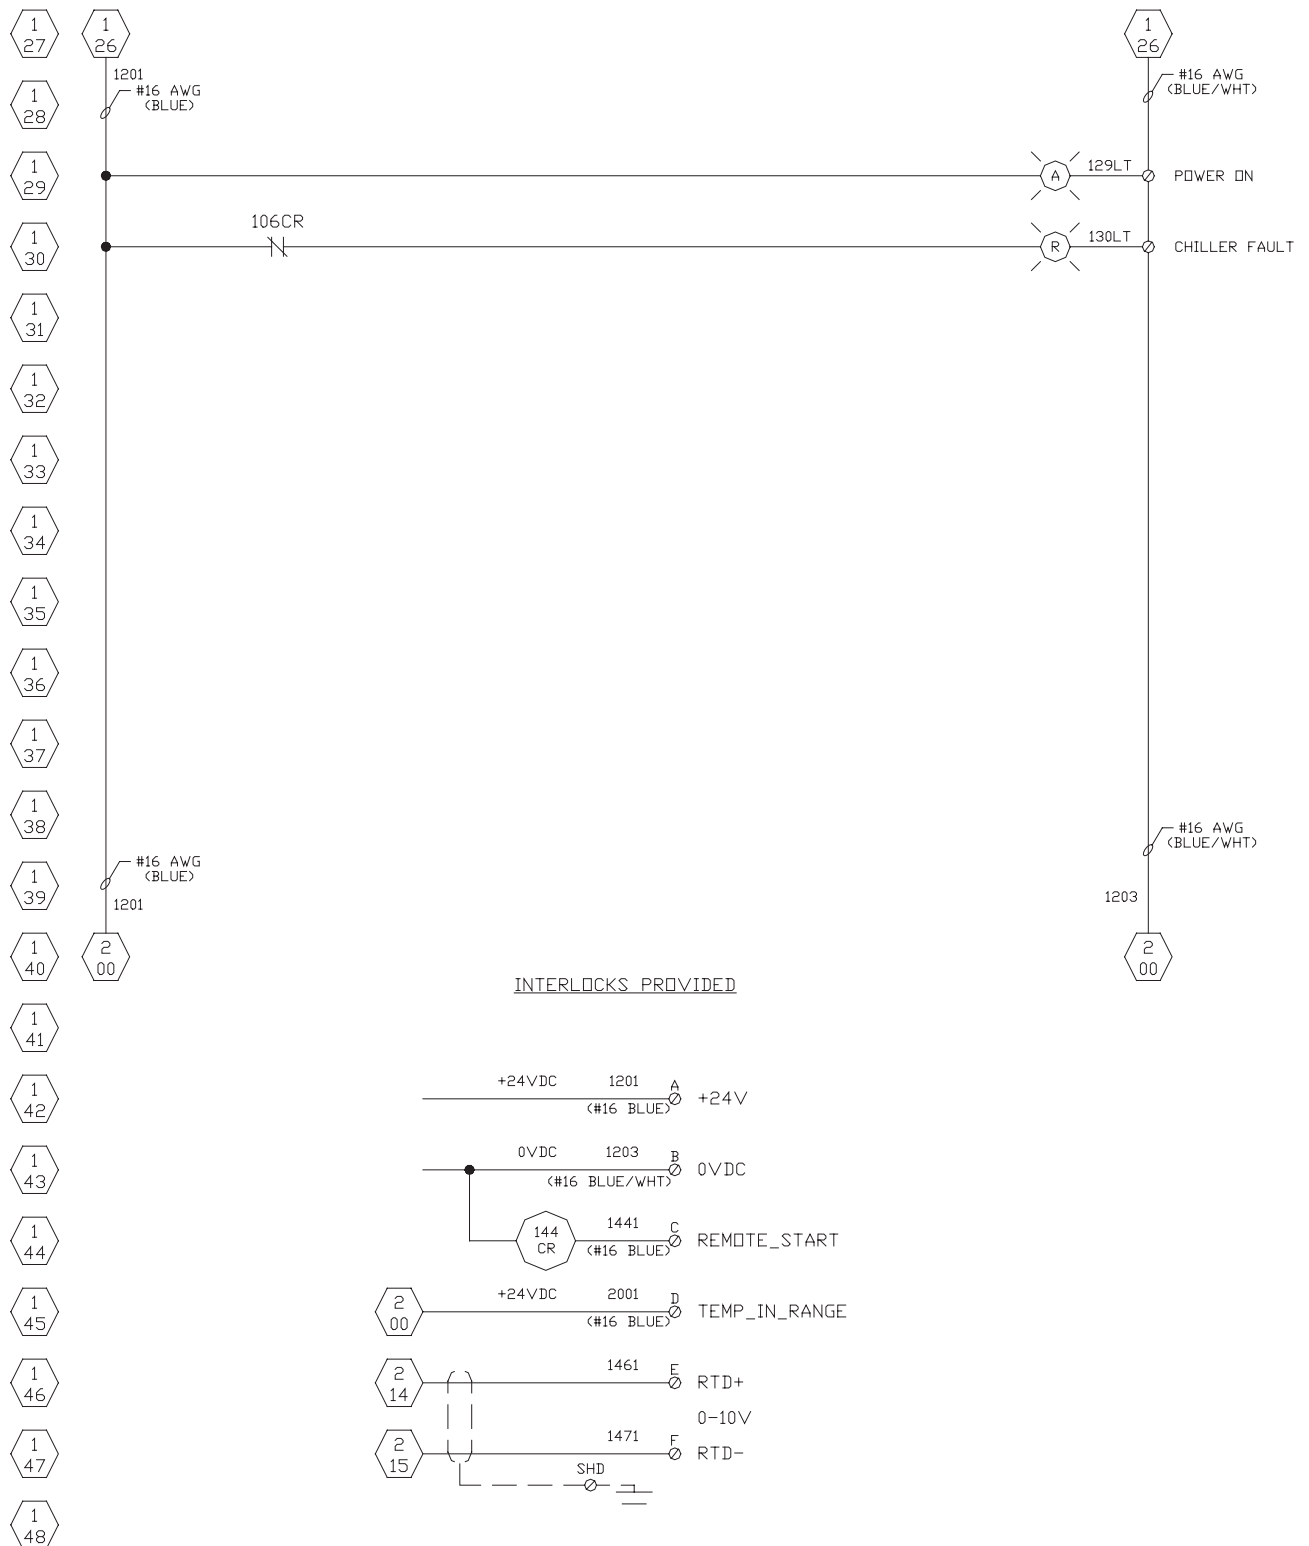 1
27
1
26
1
26
1201
#16 AWG
(BLUE)
#16 AWG
(BLUE/WHT)
1
28
1
29
A
129LT
POWER ON
1
30
106CR
R
130LT
CHILLER FAULT
1
31
1
32
1
33
1
34
1
35
1
36
1
37
1
38
#16 AWG
(BLUE/WHT)
1
39
#16 AWG
(BLUE)
1201
1203
1
40
2
00
2
00
INTERLOCKS PROVIDED
1
41
1
42
+24VDC 1201 A
(#16 BLUE)
+24V
1
43
0VDC 1203 B
(#16 BLUE/WHT)
0VDC
1
44
144
CR
1441 C
(#16 BLUE)
REMOTE_START
1
45
2
00
+24VDC 2001 D
(#16 BLUE)
TEMP_IN_RANGE
1
46
2
14
1461 E
RTD+
0-10V
1
47
2
15
1471 F
RTD-
SHD
1
48